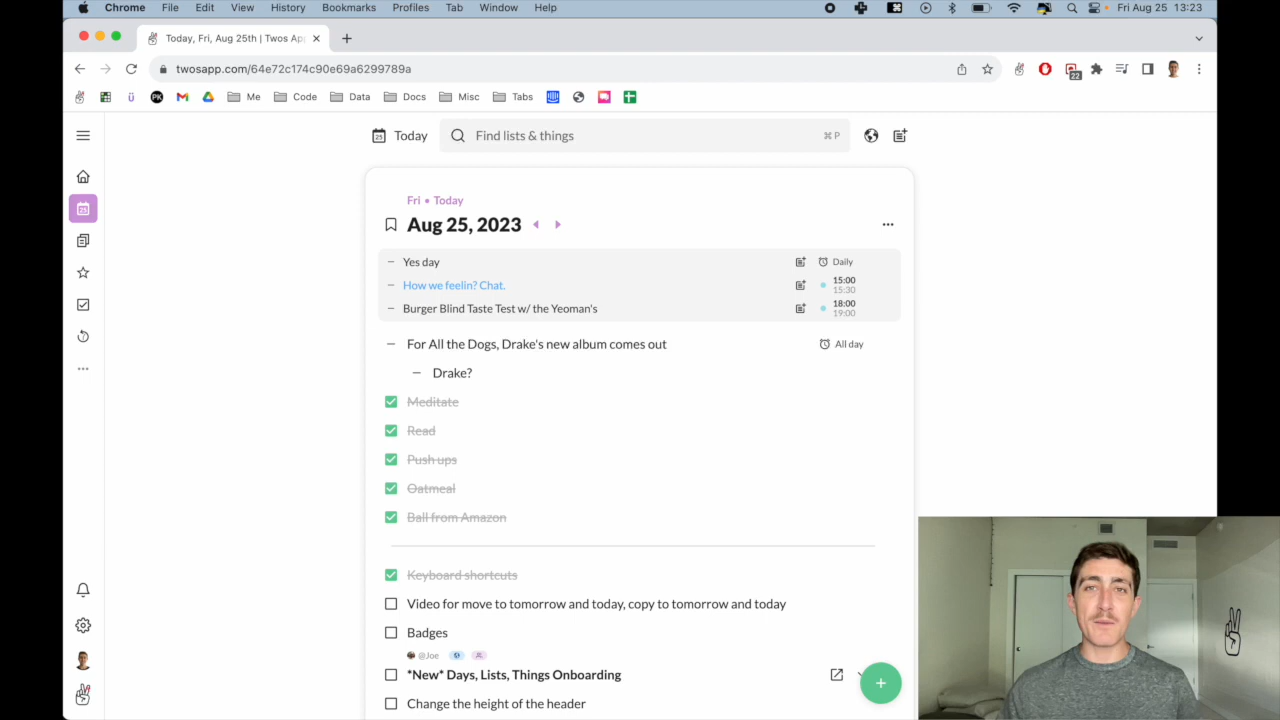 Chrome File Edit View History Bookmarks Profiles Tab Window Help Fri Aug 25 13:23
Today, Fri, Aug 25th | Twos Ap
twosapp.com/64e72c174c90e69a6299789a
22
PK Me Code Data Docs Misc Tabs
25 Today Find lists & things ⌘ P
Fri • Today
25
Aug 25, 2023
Yes day Daily
How we feelin? Chat. 15:00
15:30
Burger Blind Taste Test w/ the Yeoman's 18:00
19:00
For All the Dogs, Drake's new album comes out All day
Drake?
Meditate
Read
Push ups
Oatmeal
Ball from Amazon
Keyboard shortcuts
Video for move to tomorrow and today, copy to tomorrow and today
Badges
@Joe
*New* Days, Lists, Things Onboarding
Change the height of the header